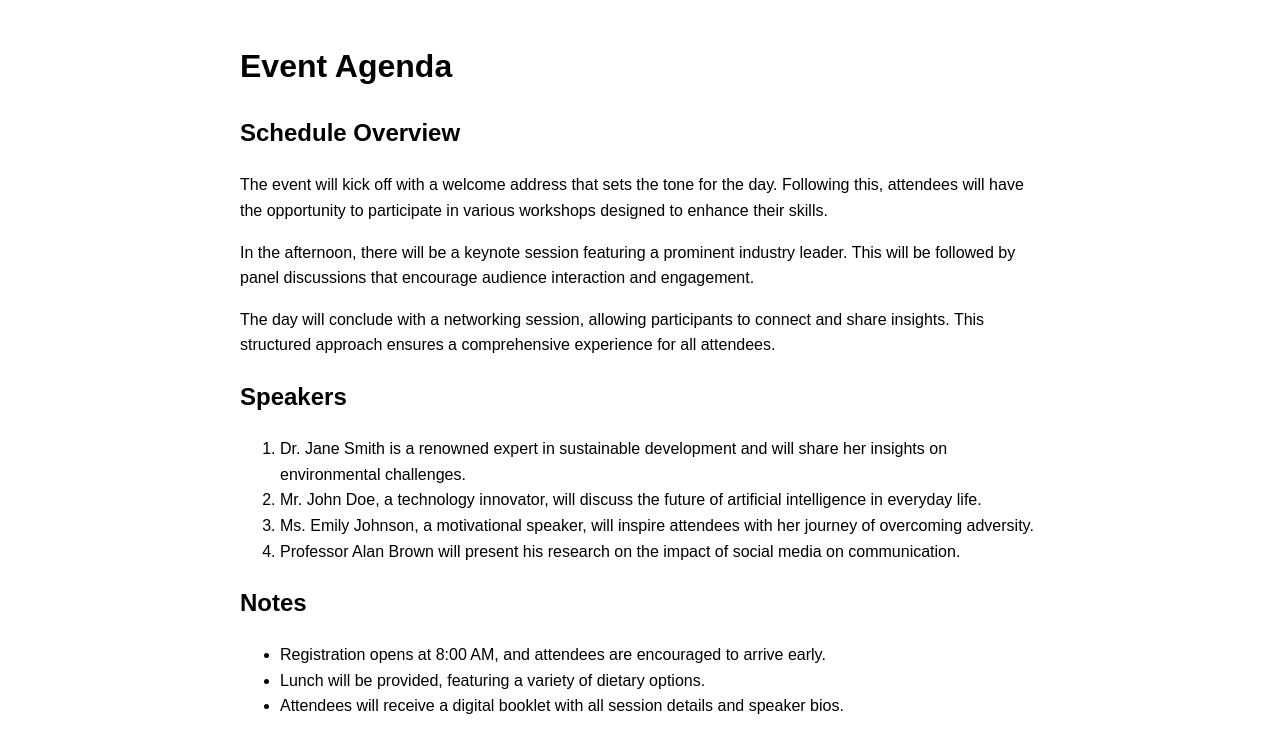 Event Agenda
Schedule Overview
The event will kick off with a welcome address that sets the tone for the day. Following this, attendees will have
the opportunity to participate in various workshops designed to enhance their skills.
In the afternoon, there will be a keynote session featuring a prominent industry leader. This will be followed by
panel discussions that encourage audience interaction and engagement.
The day will conclude with a networking session, allowing participants to connect and share insights. This
structured approach ensures a comprehensive experience for all attendees.
Speakers
1. Dr. Jane Smith is a renowned expert in sustainable development and will share her insights on
environmental challenges.
2. Mr. John Doe, a technology innovator, will discuss the future of artificial intelligence in everyday life.
3. Ms. Emily Johnson, a motivational speaker, will inspire attendees with her journey of overcoming adversity.
4. Professor Alan Brown will present his research on the impact of social media on communication.
Notes
• Registration opens at 8:00 AM, and attendees are encouraged to arrive early.
• Lunch will be provided, featuring a variety of dietary options.
• Attendees will receive a digital booklet with all session details and speaker bios.